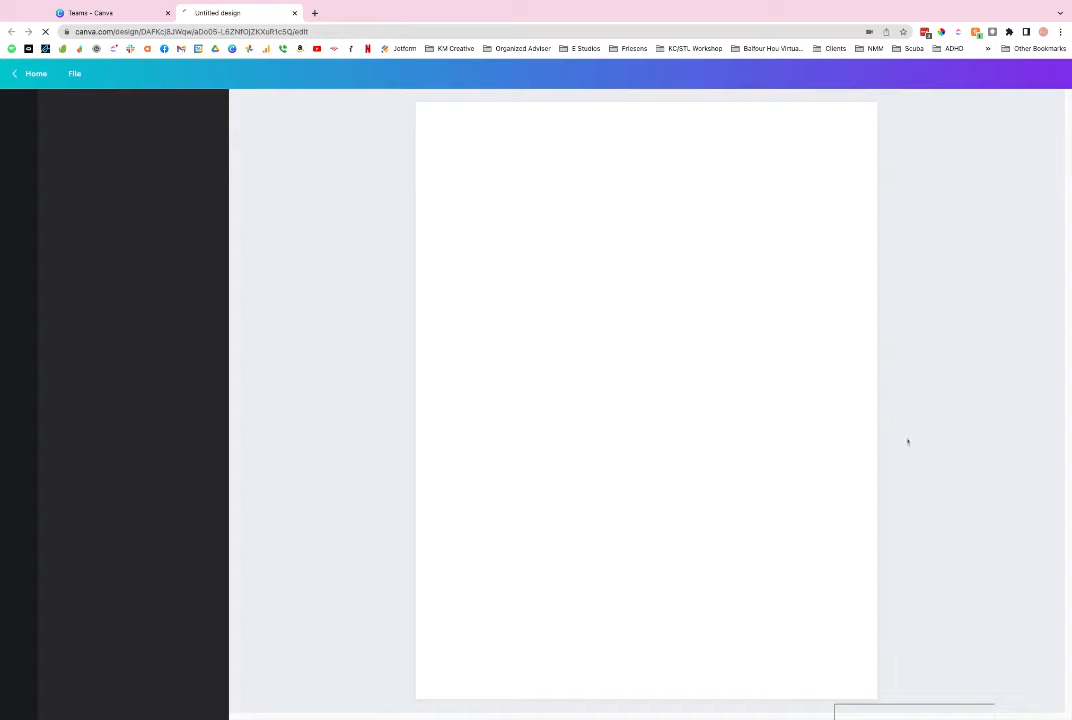 Teams - Canva
Untitled design
canva.com/design/DAFKcj8JWqw/aDo05-L6ZNfOjZKXuR1cSQ/edit
Jotform KM Creative Organized Adviser E Studios Friesens KC/STL Workshop Balfour Hou Virtua... Clients NMM Scuba ADHD » Other Bookmarks
Home File